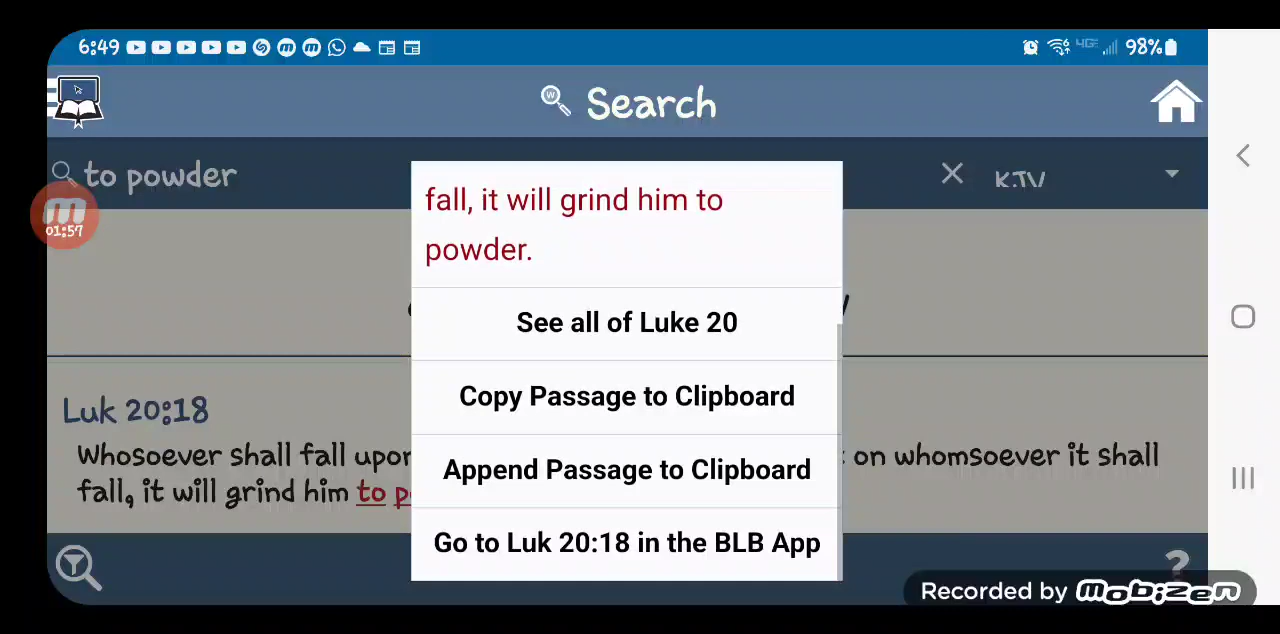 6:49
4GE
98%
Search
to powder
KJV
01:57
fall, it will grind him to
powder.
See all of Luke 20
Luk 20:18
Copy Passage to Clipboard
Whosoever shall fall upon
on whomsoever it shall
Append Passage to Clipboard
fall, it will grind him to p
Go to Luk 20:18 in the BLB App
?
Recorded by mobizen